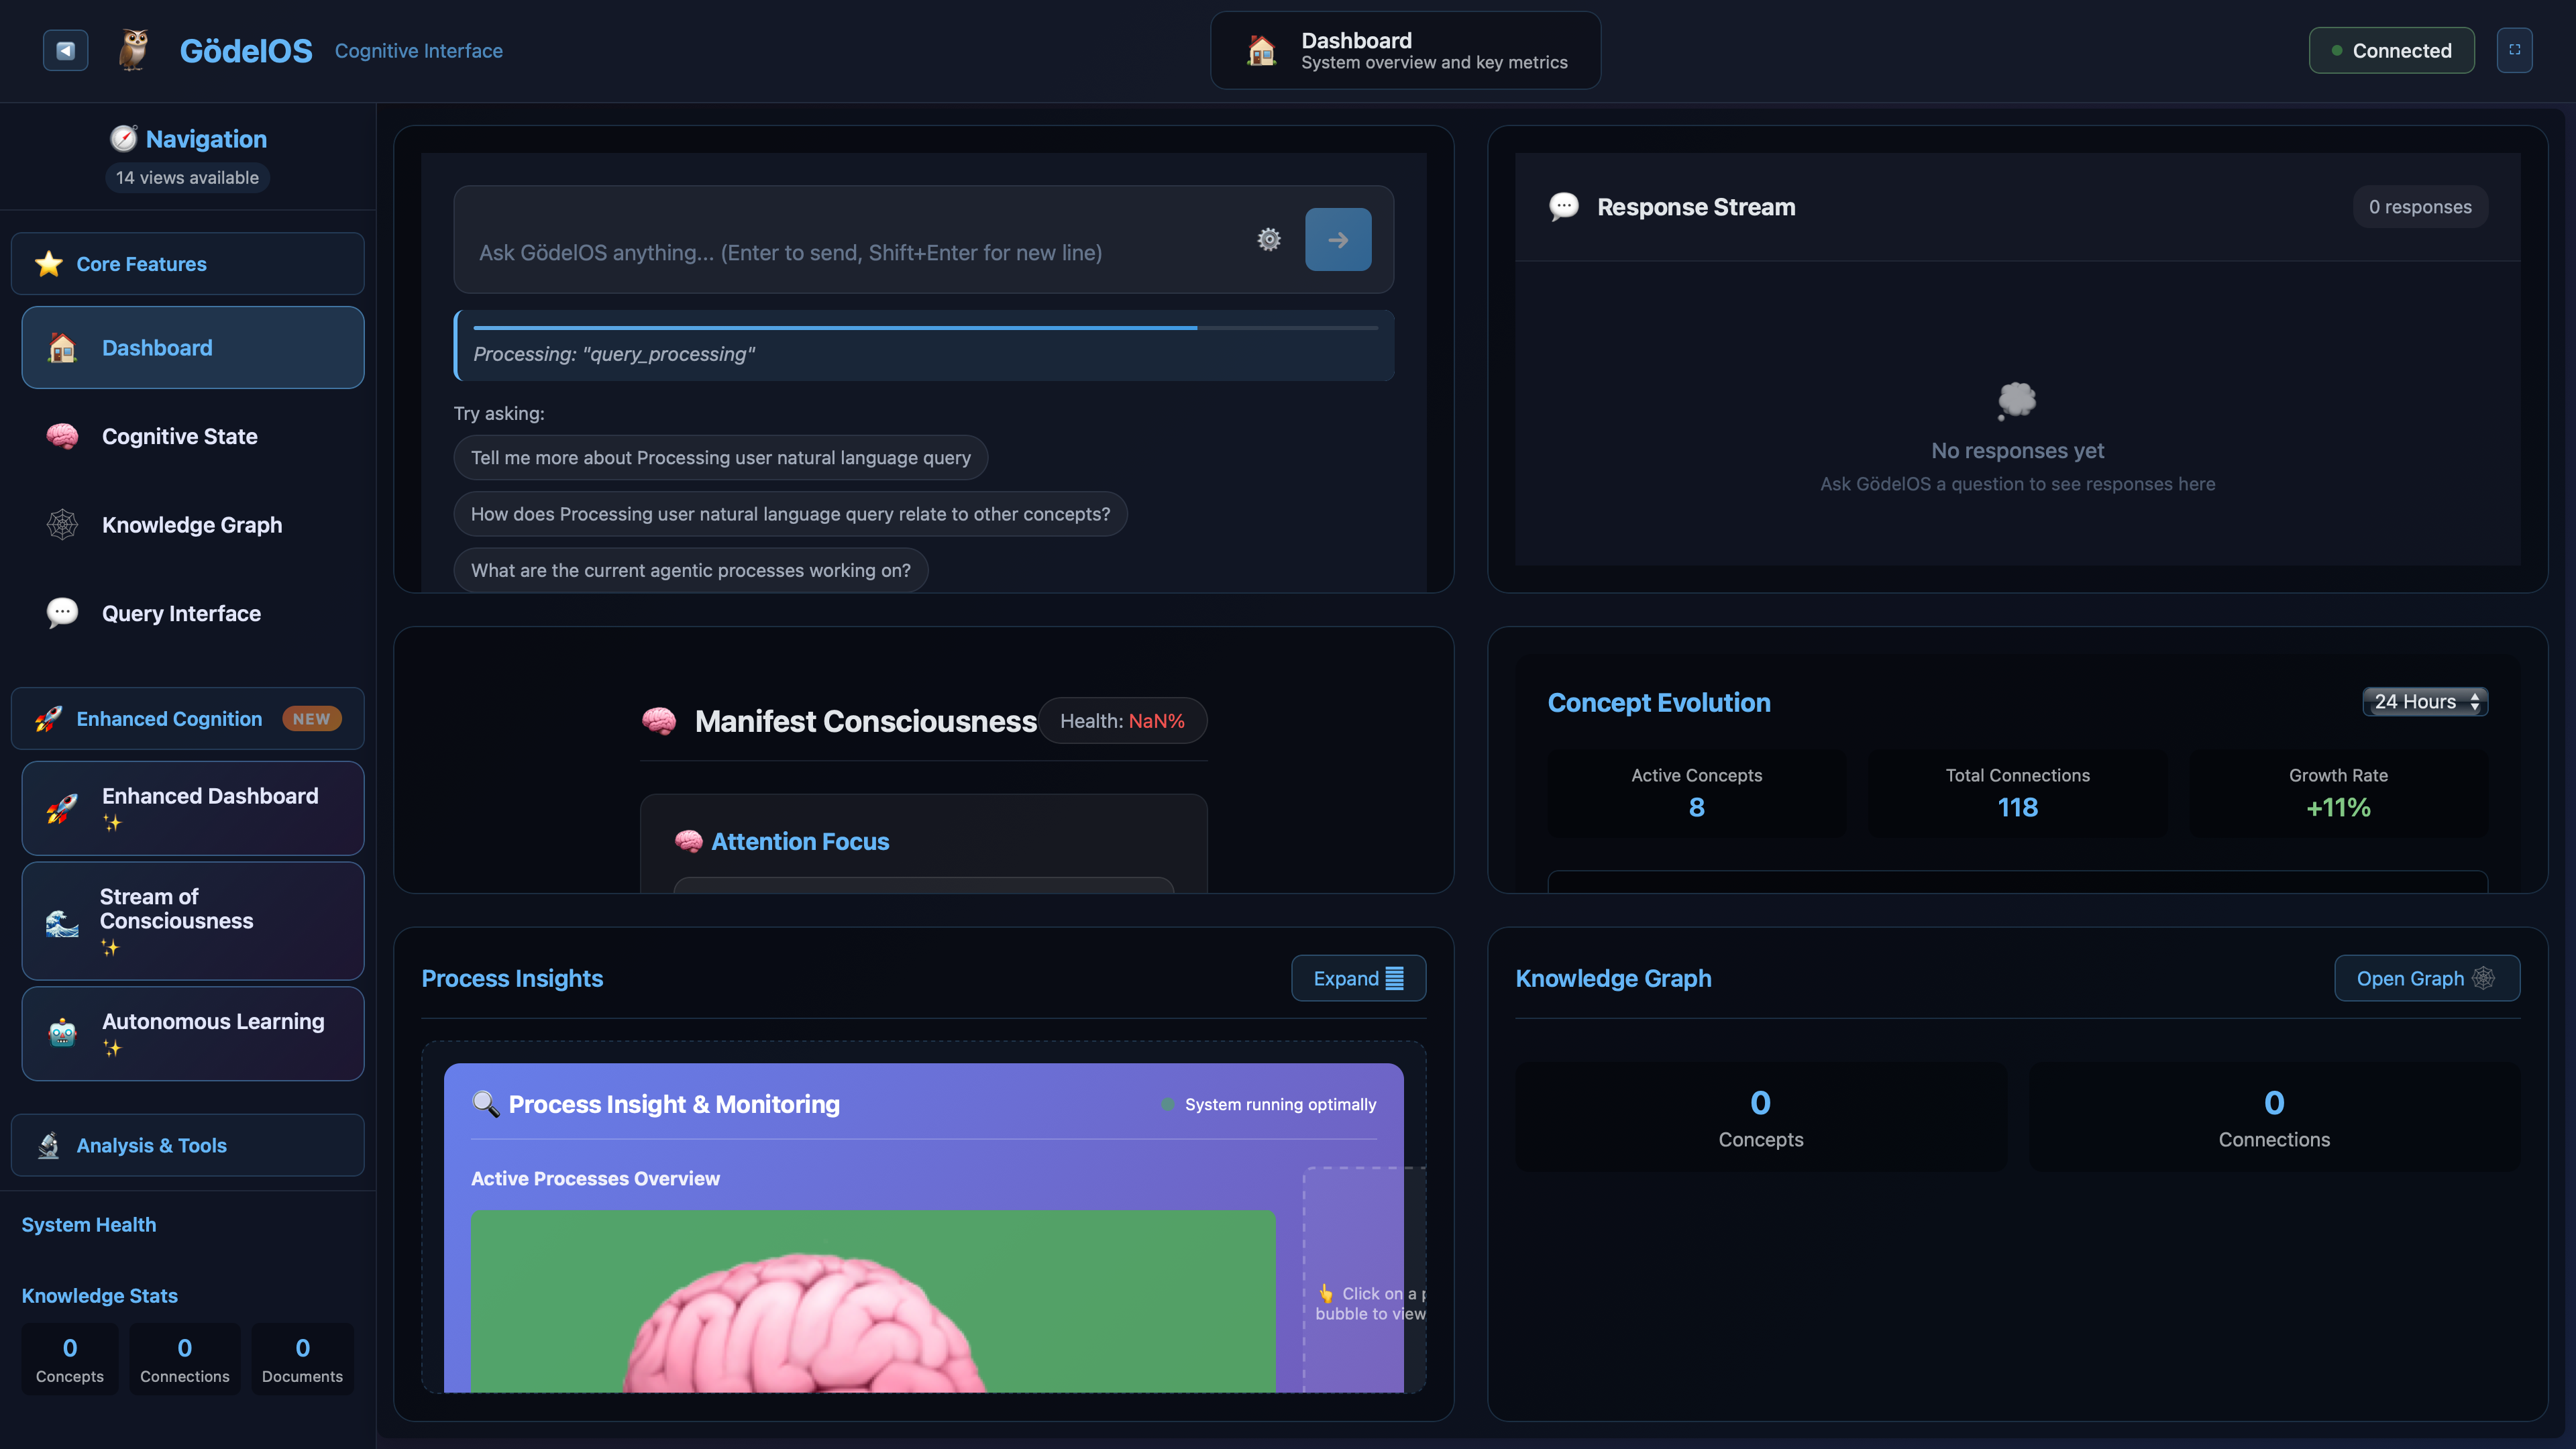 GödelOS Cognitive Interface
Dashboard
System overview and key metrics
Connected
Navigation
14 views available
Core Features
Dashboard
Cognitive State
Knowledge Graph
Query Interface
Enhanced Cognition NEW
Enhanced Dashboard
Stream of
Consciousness
Autonomous Learning
Analysis & Tools
System Health
Knowledge Stats
0 0 0
Concepts Connections Documents
Ask GödelOS anything... (Enter to send, Shift+Enter for new line)
Processing: "query_processing"
Try asking:
Tell me more about Processing user natural language query
How does Processing user natural language query relate to other concepts?
What are the current agentic processes working on?
Response Stream
0 responses
No responses yet
Ask GödelOS a question to see responses here
Manifest Consciousness Health: NaN%
Attention Focus
Concept Evolution
24 Hours
Active Concepts Total Connections Growth Rate
8 118 +11%
Process Insights
Expand
Process Insight & Monitoring
System running optimally
Active Processes Overview
Click on a p
bubble to view
Knowledge Graph
Open Graph
0 0
Concepts Connections